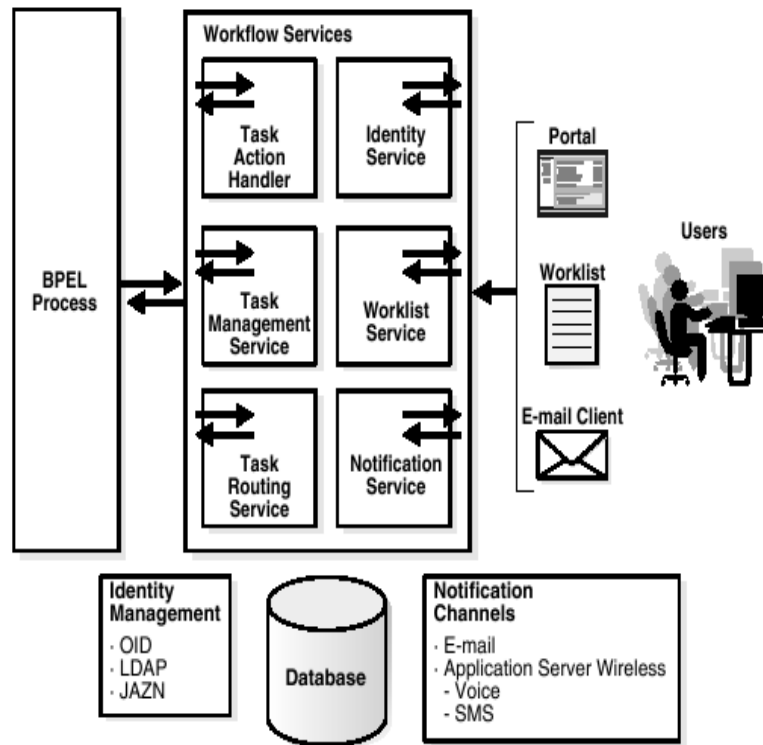 Workflow Services
Task
Action
Handler
Identity
Service
BPEL
Process
Task
Management
Service
Worklist
Service
Task
Routing
Service
Notification
Service
Portal
Users
Worklist
E-mail Client
Identity
Management
· OID
· LDAP
· JAZN
Database
Notification
Channels
· E-mail
· Application Server Wireless
- Voice
- SMS